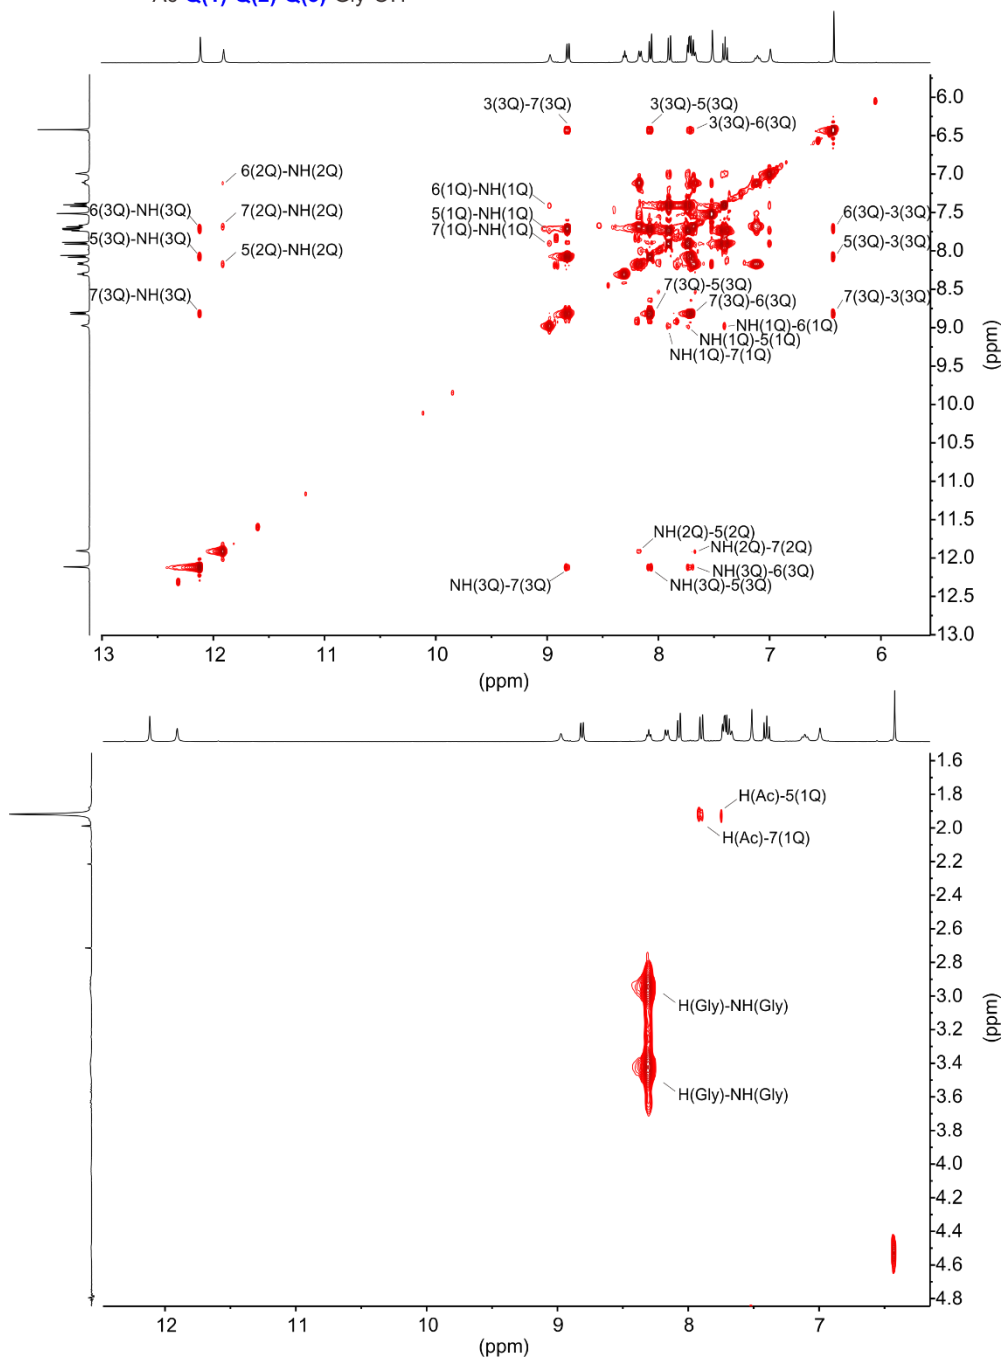 Ac-Q(1)-Q(2)-Q(3)-Gly-OH
3(3Q)-7(3Q)
3(3Q)-5(3Q)
3(3Q)-6(3Q)
6(2Q)-NH(2Q)
6(1Q)-NH(1Q)
6(3Q)-NH(3Q)
7(2Q)-NH(2Q)
5(1Q)-NH(1Q)
6(3Q)-3(3Q)
7(1Q)-NH(1Q)
5(3Q)-NH(3Q)
5(2Q)-NH(2Q)
5(3Q)-3(3Q)
7(3Q)-5(3Q)
7(3Q)-NH(3Q)
7(3Q)-6(3Q)
7(3Q)-3(3Q)
NH(1Q)-6(1Q)
NH(1Q)-5(1Q)
NH(1Q)-7(1Q)
NH(2Q)-5(2Q)
NH(2Q)-7(2Q)
NH(3Q)-6(3Q)
NH(3Q)-7(3Q)
NH(3Q)-5(3Q)
6.0
6.5
7.0
7.5
8.0
8.5
9.0
9.5
10.0
10.5
11.0
11.5
12.0
12.5
13.0
(ppm)
13 12 11 10 9 8 7 6
(ppm)
H(Ac)-5(1Q)
H(Ac)-7(1Q)
H(Gly)-NH(Gly)
H(Gly)-NH(Gly)
1.6
1.8
2.0
2.2
2.4
2.6
2.8
3.0
3.2
3.4
3.6
3.8
4.0
4.2
4.4
4.6
4.8
(ppm)
12 11 10 9 8 7
(ppm)